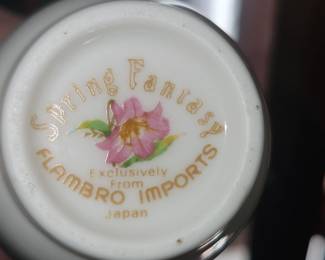 Spring Fantasy
Exclusively
From
FLAMBRO IMPORTS
Japan